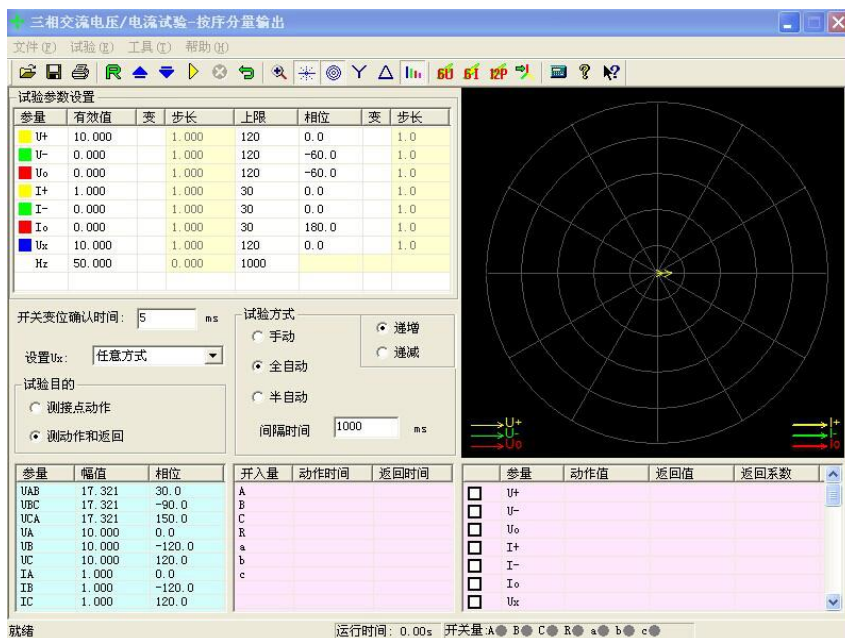 三相交流电压/电流试验-按序分量输出
文件(F) 试验(E) 工具(T) 帮助(H)
R 6U 6I 12P
试验参数设置
参量 有效值 变 步长 上限 相位 变 步长
U+ 10.000 1.000 120 0.0 1.0
U- 0.000 1.000 120 -60.0 1.0
Uo 0.000 1.000 120 -60.0 1.0
I+ 1.000 1.000 30 0.0 1.0
I- 0.000 1.000 30 0.0 1.0
Io 0.000 1.000 30 180.0 1.0
Ux 10.000 1.000 120 0.0 1.0
Hz 50.000 0.000 1000
开关变位确认时间: 5 ms
设置Ux: 任意方式
试验目的
测接点动作
测动作和返回
试验方式
手动
全自动
半自动
递增
递减
间隔时间 1000 ms
U+ I+
U- I-
Uo Io
参量 幅值 相位
UAB 17.321 30.0
UBC 17.321 -90.0
UCA 17.321 150.0
UA 10.000 0.0
UB 10.000 -120.0
UC 10.000 120.0
IA 1.000 0.0
IB 1.000 -120.0
IC 1.000 120.0
开入量 动作时间 返回时间
A
B
C
R
a
b
c
参量 动作值 返回值 返回系数
U+
U-
Uo
I+
I-
Io
Ux
就绪 运行时间: 0.00s 开关量:A B C R a b c